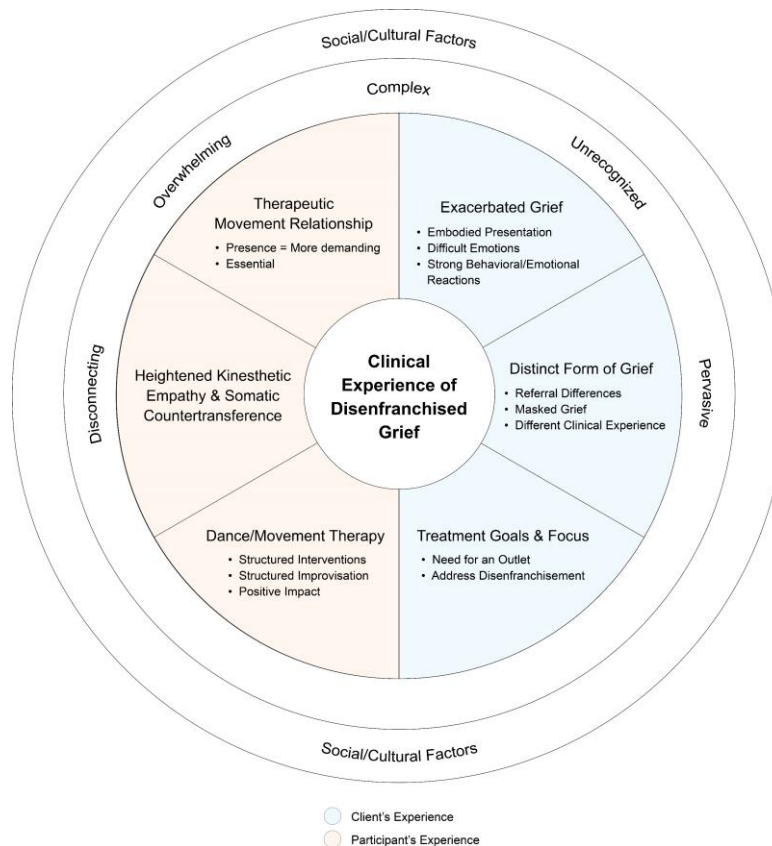 Social/Cultural Factors
Complex
Overwhelming
Unrecognized
Disconnecting
Pervasive
Therapeutic
Movement Relationship
• Presence = More demanding
• Essential
Exacerbated Grief
• Embodied Presentation
• Difficult Emotions
• Strong Behavioral/Emotional
Reactions
Heightened Kinesthetic
Empathy & Somatic
Countertransference
Clinical
Experience of
Disenfranchised
Grief
Distinct Form of Grief
• Referral Differences
• Masked Grief
• Different Clinical Experience
Dance/Movement Therapy
• Structured Interventions
• Structured Improvisation
• Positive Impact
Treatment Goals & Focus
• Need for an Outlet
• Address Disenfranchisement
Social/Cultural Factors
Client's Experience
Participant's Experience